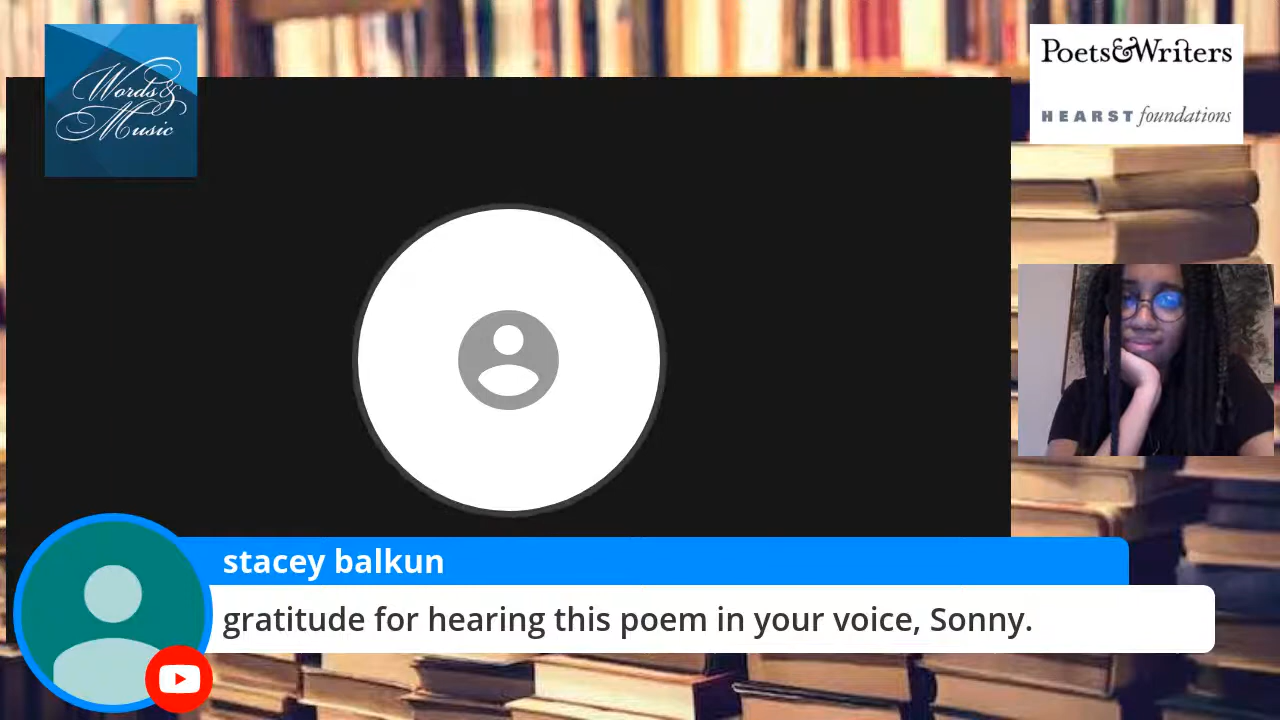 Words &
Music
Poets&Writers
HEARST foundations
stacey balkun
gratitude for hearing this poem in your voice, Sonny.